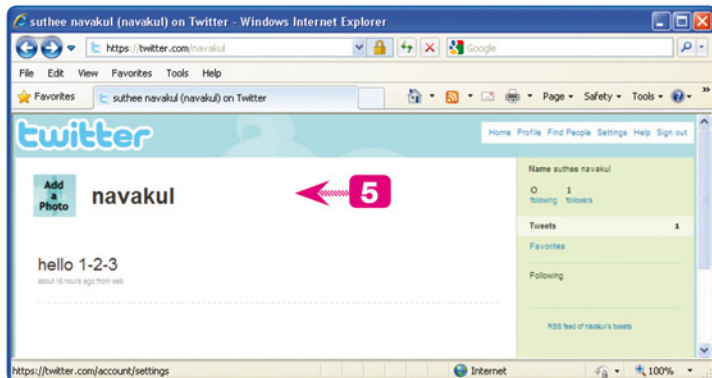 suthee navakul (navakul) on Twitter - Windows Internet Explorer
https://twitter.com/navakul
Google
File Edit View Favorites Tools Help
Favorites suthee navakul (navakul) on Twitter Page Safety Tools
twitter
Home Profile Find People Settings Help Sign out
Add a Photo
navakul
5
hello 1-2-3
about 16 hours ago from web
Name suthee navakul
0 1
following followers
Tweets 1
Favorites
Following
RSS feed of navakul's tweets
https://twitter.com/account/settings Internet 100%